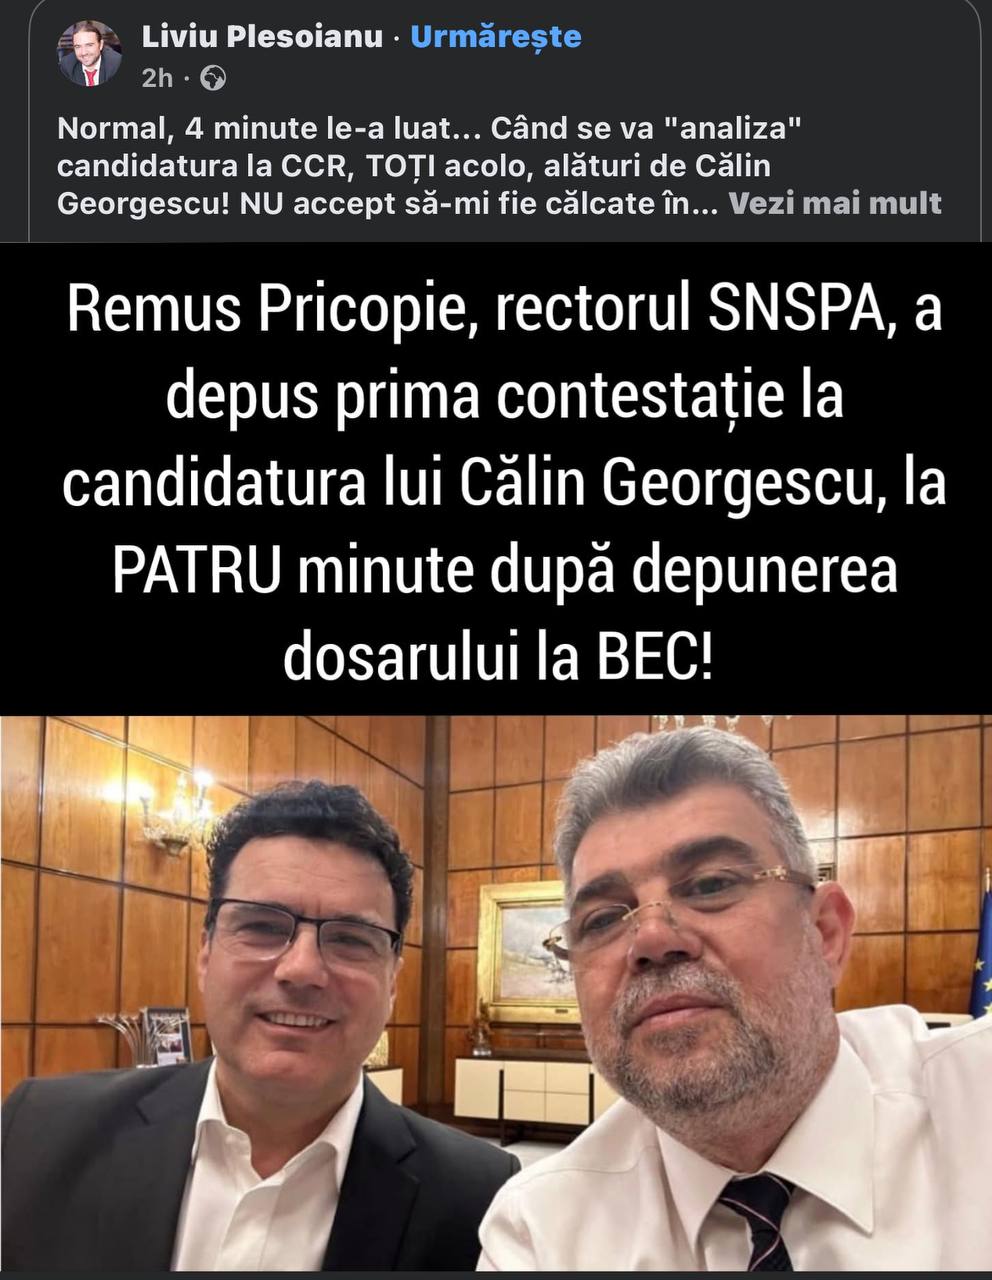 Liviu Plesoianu · Urmărește
2h ·
Normal, 4 minute le-a luat... Când se va "analiza"
candidatura la CCR, TOȚI acolo, alături de Călin
Georgescu! NU accept să-mi fie călcate în... Vezi mai mult
Remus Pricopie, rectorul SNSPA, a
depus prima contestație la
candidatura lui Călin Georgescu, la
PATRU minute după depunerea
dosarului la BEC!